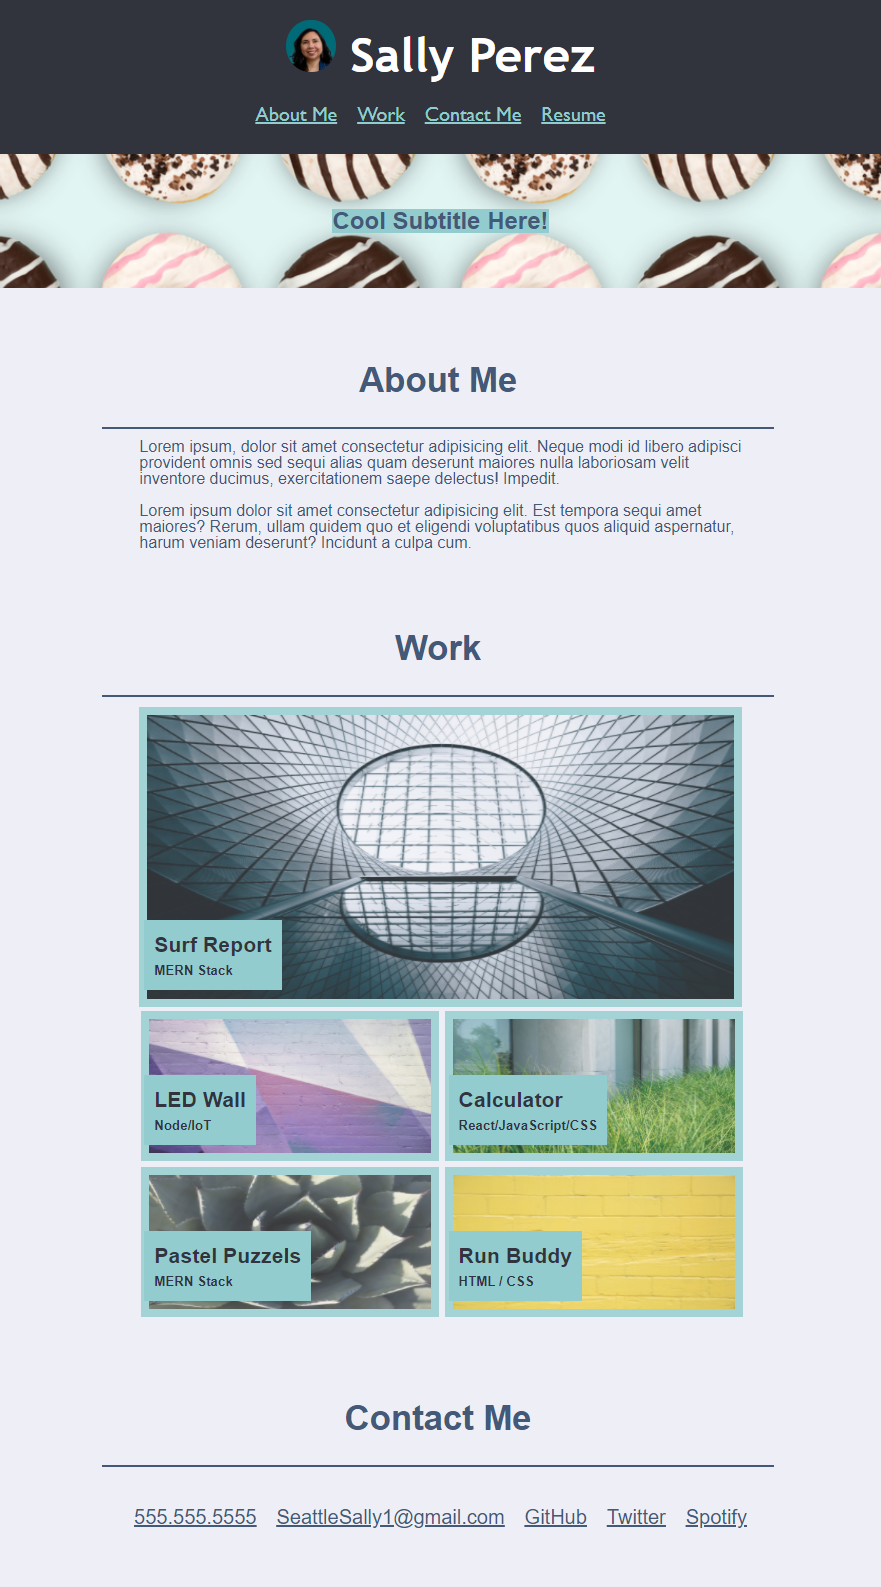 Sally Perez
About Me Work Contact Me Resume
Cool Subtitle Here!
About Me
Lorem ipsum, dolor sit amet consectetur adipisicing elit. Neque modi id libero adipisci
provident omnis sed sequi alias quam deserunt maiores nulla laboriosam velit
inventore ducimus, exercitationem saepe delectus! Impedit.
Lorem ipsum dolor sit amet consectetur adipisicing elit. Est tempora sequi amet
maiores? Rerum, ullam quidem quo et eligendi voluptatibus quos aliquid aspernatur,
harum veniam deserunt? Incidunt a culpa cum.
Work
Surf Report
MERN Stack
LED Wall
Node/IoT
Calculator
React/JavaScript/CSS
Pastel Puzzels
MERN Stack
Run Buddy
HTML / CSS
Contact Me
555.555.5555 SeattleSally1@gmail.com GitHub Twitter Spotify